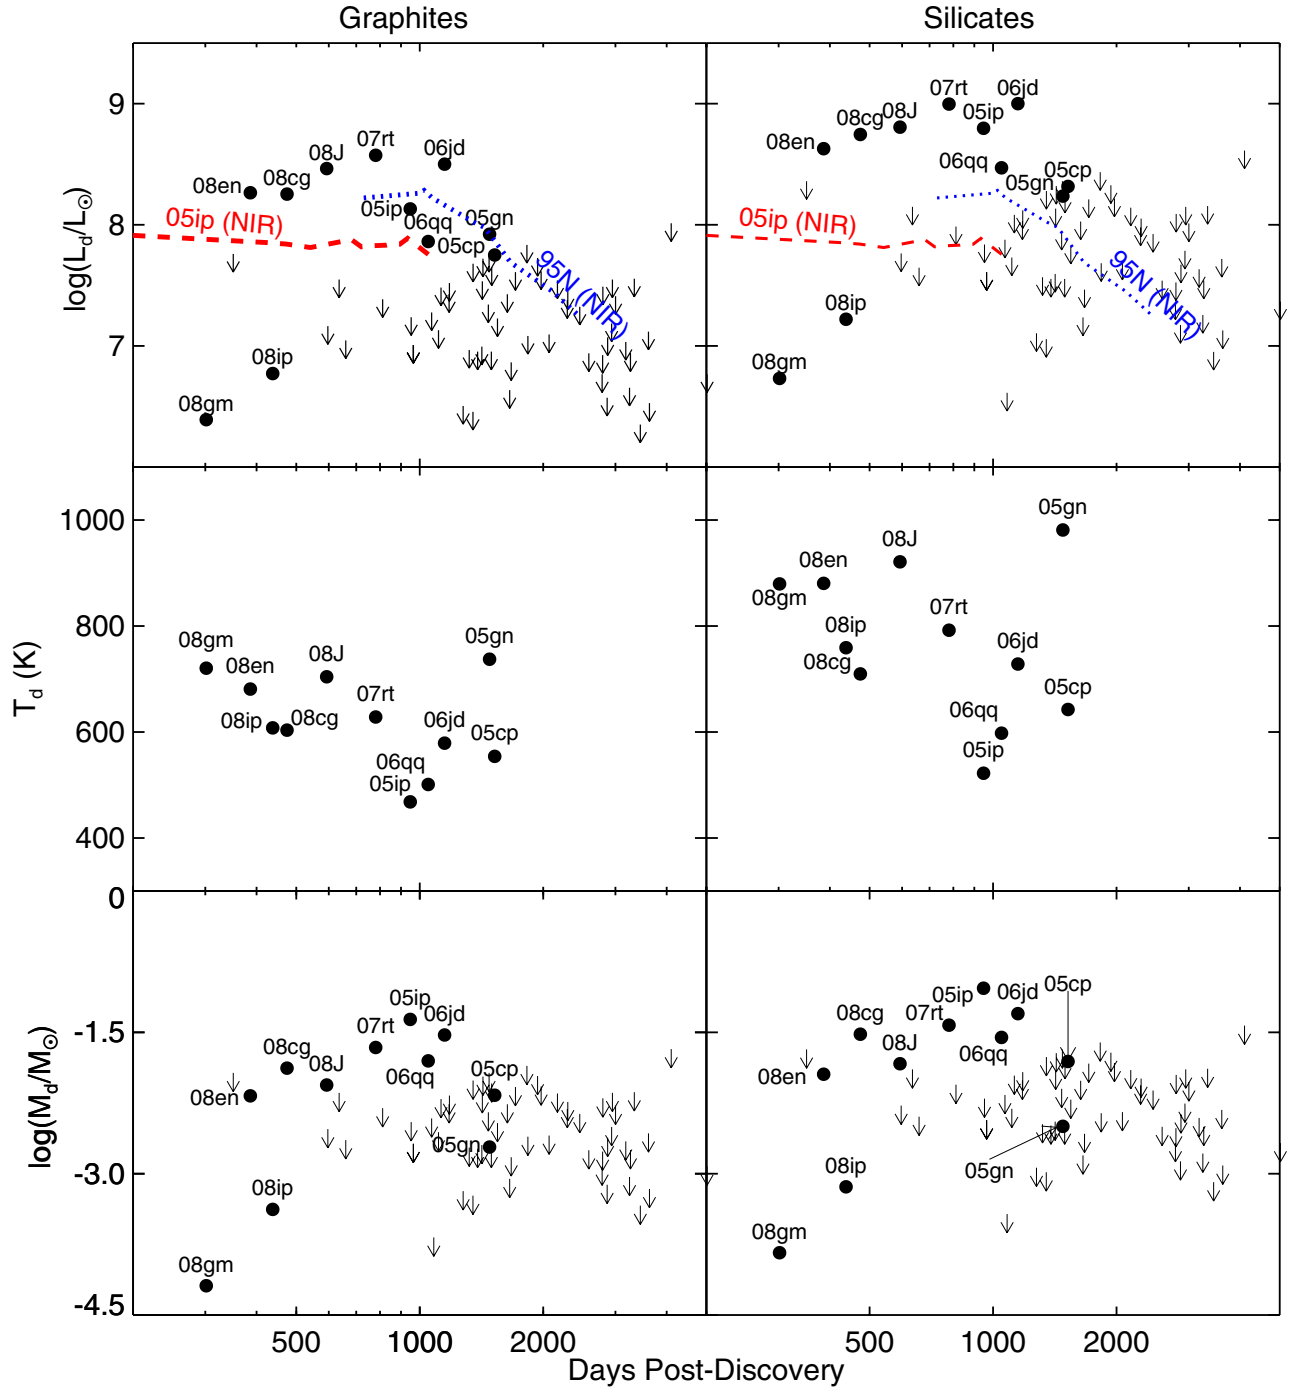 Graphites
Silicates
log(L_d/L_⊙)
9
8
7
08gm
08ip
08en
08cg
08J
07rt
06jd
05ip
06qq
05gn
05cp
05ip (NIR)
95N (NIR)
08gm
08ip
08en
08cg
08J
07rt
05ip
06jd
06qq
05gn
05cp
05ip (NIR)
95N (NIR)
T_d (K)
1000
800
600
400
08gm
08en
08ip
08cg
08J
07rt
05ip
06qq
06jd
05gn
05cp
08gm
08en
08ip
08cg
08J
07rt
05ip
06qq
06jd
05gn
05cp
log(M_d/M_⊙)
0
-1.5
-3.0
-4.5
08gm
08en
08ip
08cg
08J
07rt
05ip
06qq
06jd
05gn
05cp
08gm
08en
08ip
08cg
08J
07rt
05ip
06qq
06jd
05gn
05cp
500
1000
2000
500
1000
2000
Days Post-Discovery